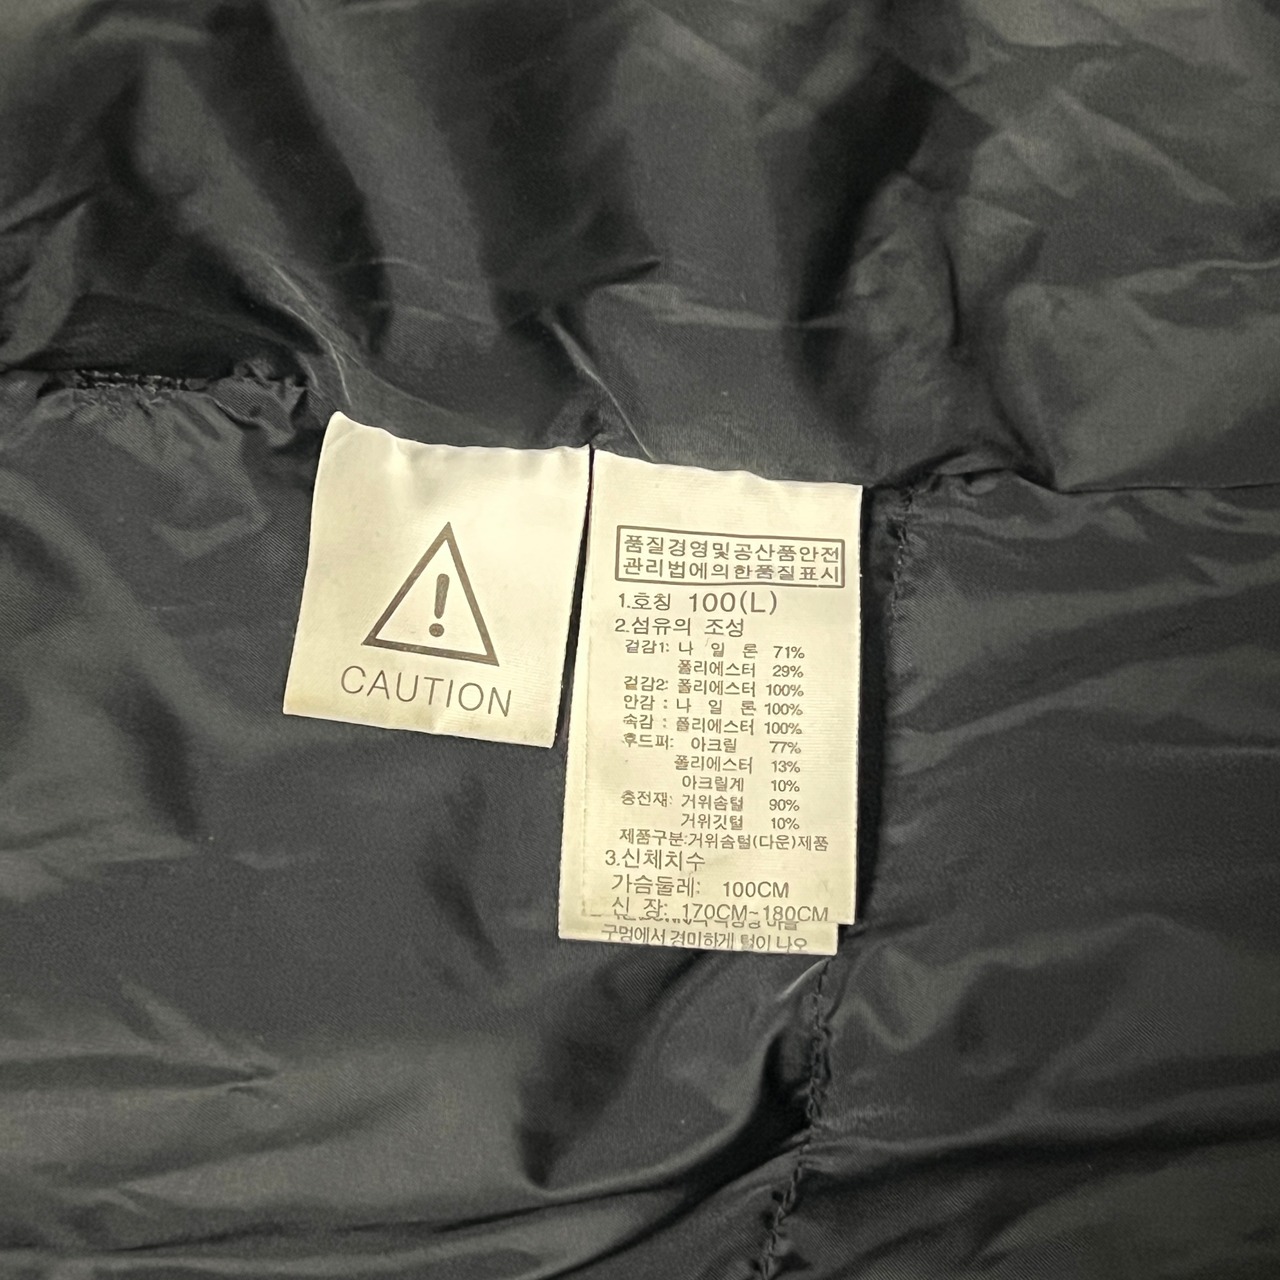 CAUTION
품질경영및공산품안전
관리법에의한품질표시
1.호칭 100(L)
2.섬유의 조성
겉감1: 나 일 론 71%
폴리에스터 29%
겉감2: 폴리에스터 100%
안감 : 나 일 론 100%
속감 : 폴리에스터 100%
후드퍼: 아크릴 77%
폴리에스터 13%
아크릴계 10%
충전재: 거위솜털 90%
거위깃털 10%
제품구분:거위솜털(다운)제품
3.신체치수
가슴둘레: 100CM
신 장: 170CM~180CM
구멍에서 경미하게 털이 나오